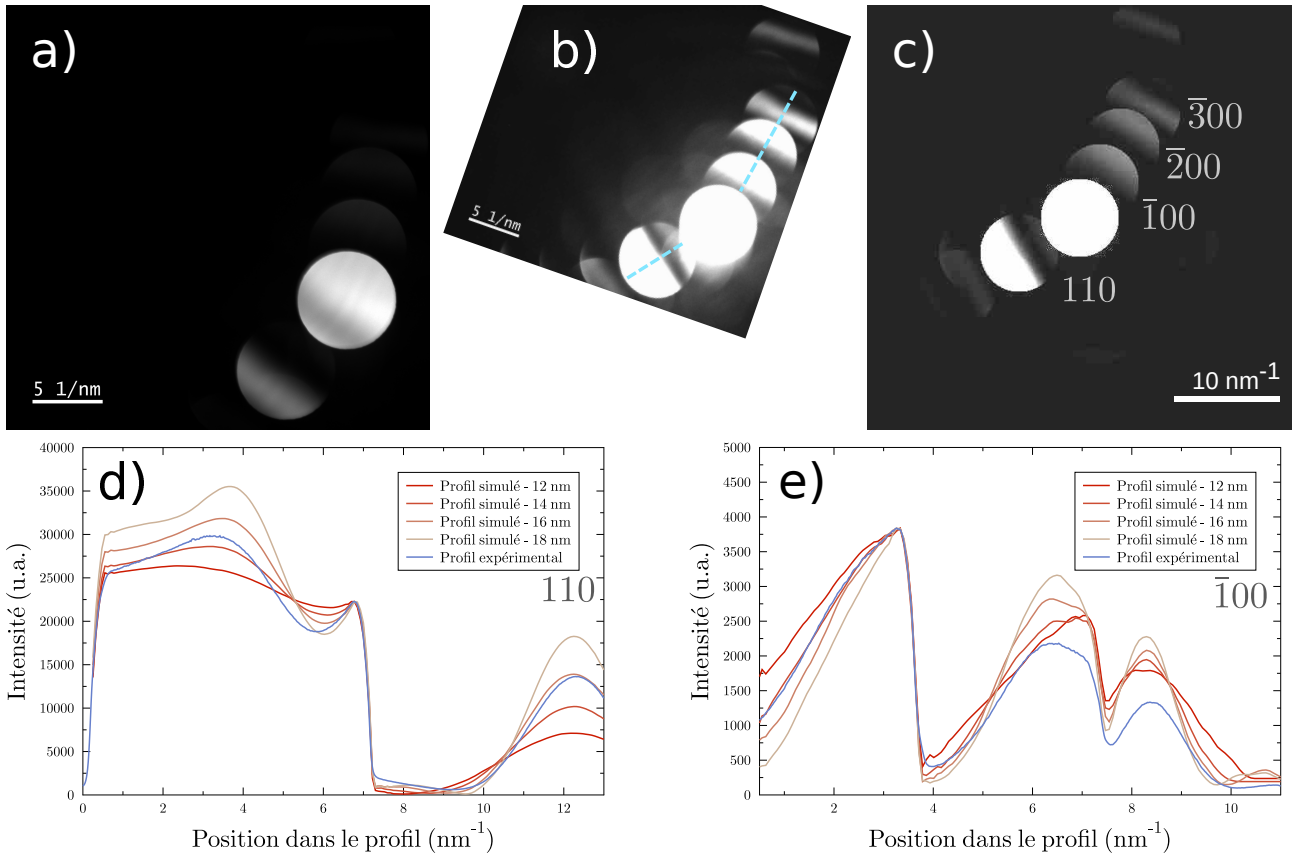 a)
5 1/nm
b)
5 1/nm
c)
3̅00
2̅00
1̅00
110
10 nm⁻¹
d)
40000
35000
30000
25000
20000
15000
10000
5000
0
0 2 4 6 8 10 12
Intensité (u.a.)
Position dans le profil (nm⁻¹)
Profil simulé - 12 nm
Profil simulé - 14 nm
Profil simulé - 16 nm
Profil simulé - 18 nm
Profil expérimental
110
e)
5000
4500
4000
3500
3000
2500
2000
1500
1000
500
0
2 4 6 8 10
Intensité (u.a.)
Position dans le profil (nm⁻¹)
Profil simulé - 12 nm
Profil simulé - 14 nm
Profil simulé - 16 nm
Profil simulé - 18 nm
Profil expérimental
1̅00